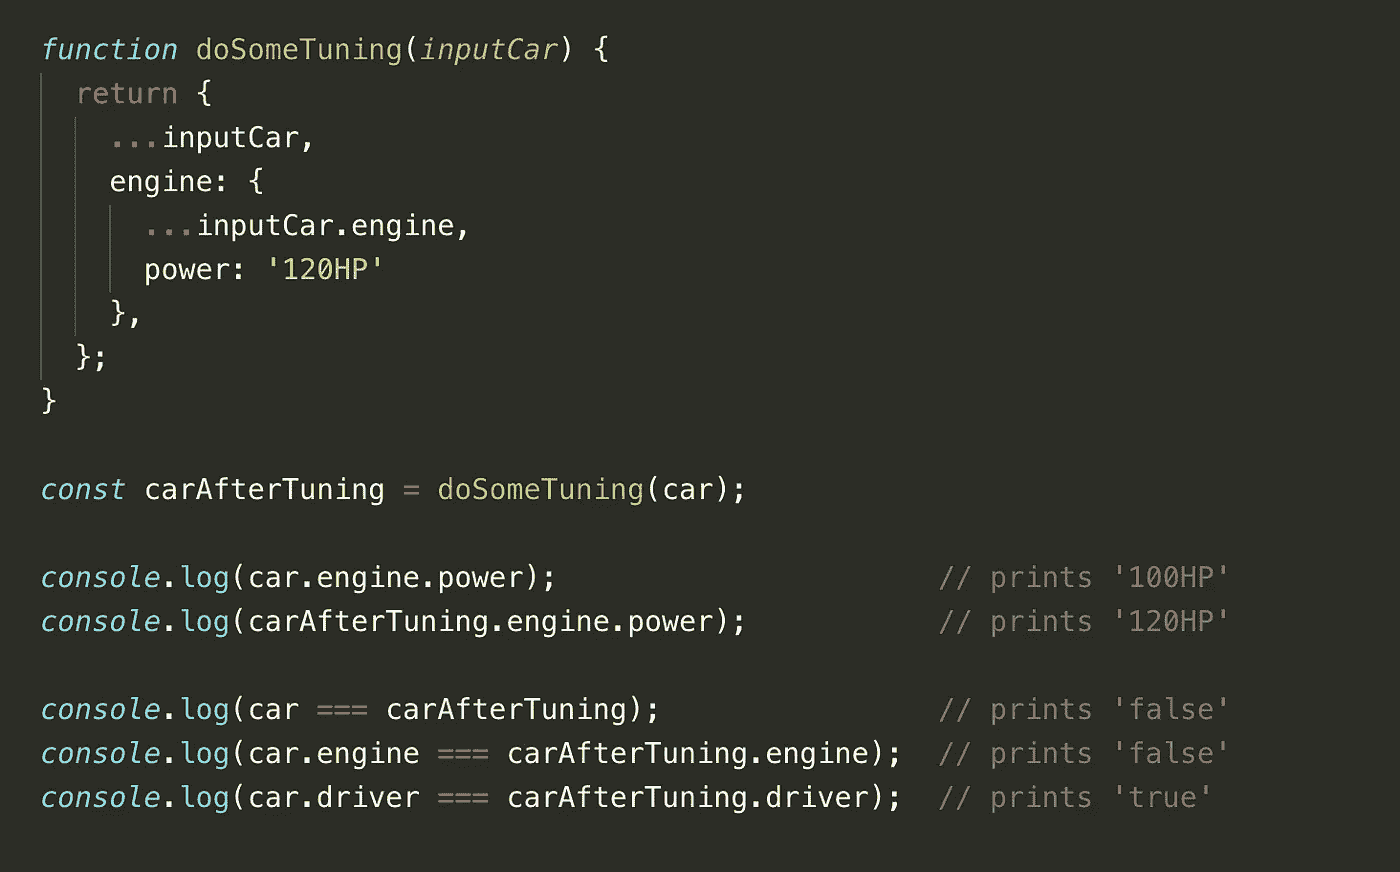 function doSomeTuning(inputCar) {
  return {
    ...inputCar,
    engine: {
      ...inputCar.engine,
      power: '120HP'
    },
  };
}

const carAfterTuning = doSomeTuning(car);

console.log(car.engine.power);                      // prints '100HP'
console.log(carAfterTuning.engine.power);           // prints '120HP'

console.log(car === carAfterTuning);                // prints 'false'
console.log(car.engine === carAfterTuning.engine);  // prints 'false'
console.log(car.driver === carAfterTuning.driver);  // prints 'true'